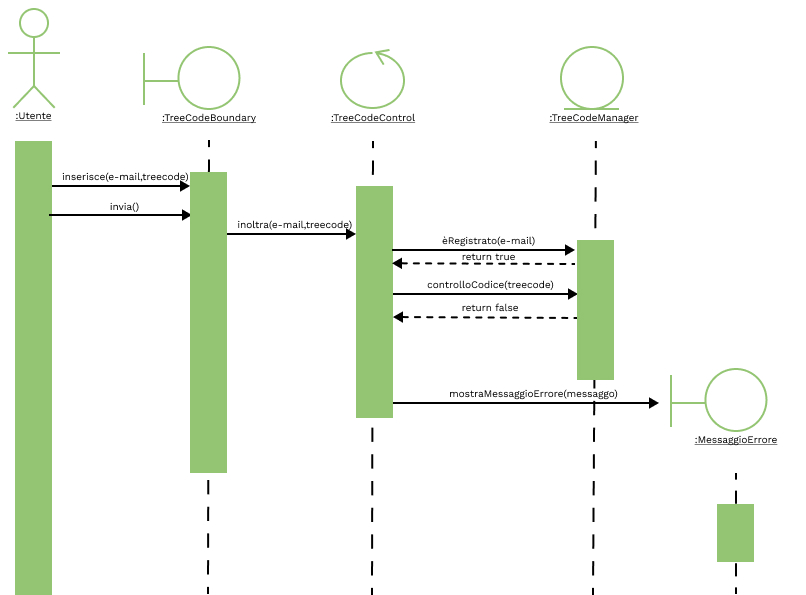 :Utente
:TreeCodeBoundary
:TreeCodeControl
:TreeCodeManager
inserisce(e-mail,treecode)
invia()
inoltra(e-mail,treecode)
èRegistrato(e-mail)
return true
controlloCodice(treecode)
return false
mostraMessaggioErrore(messaggo)
:MessaggioErrore